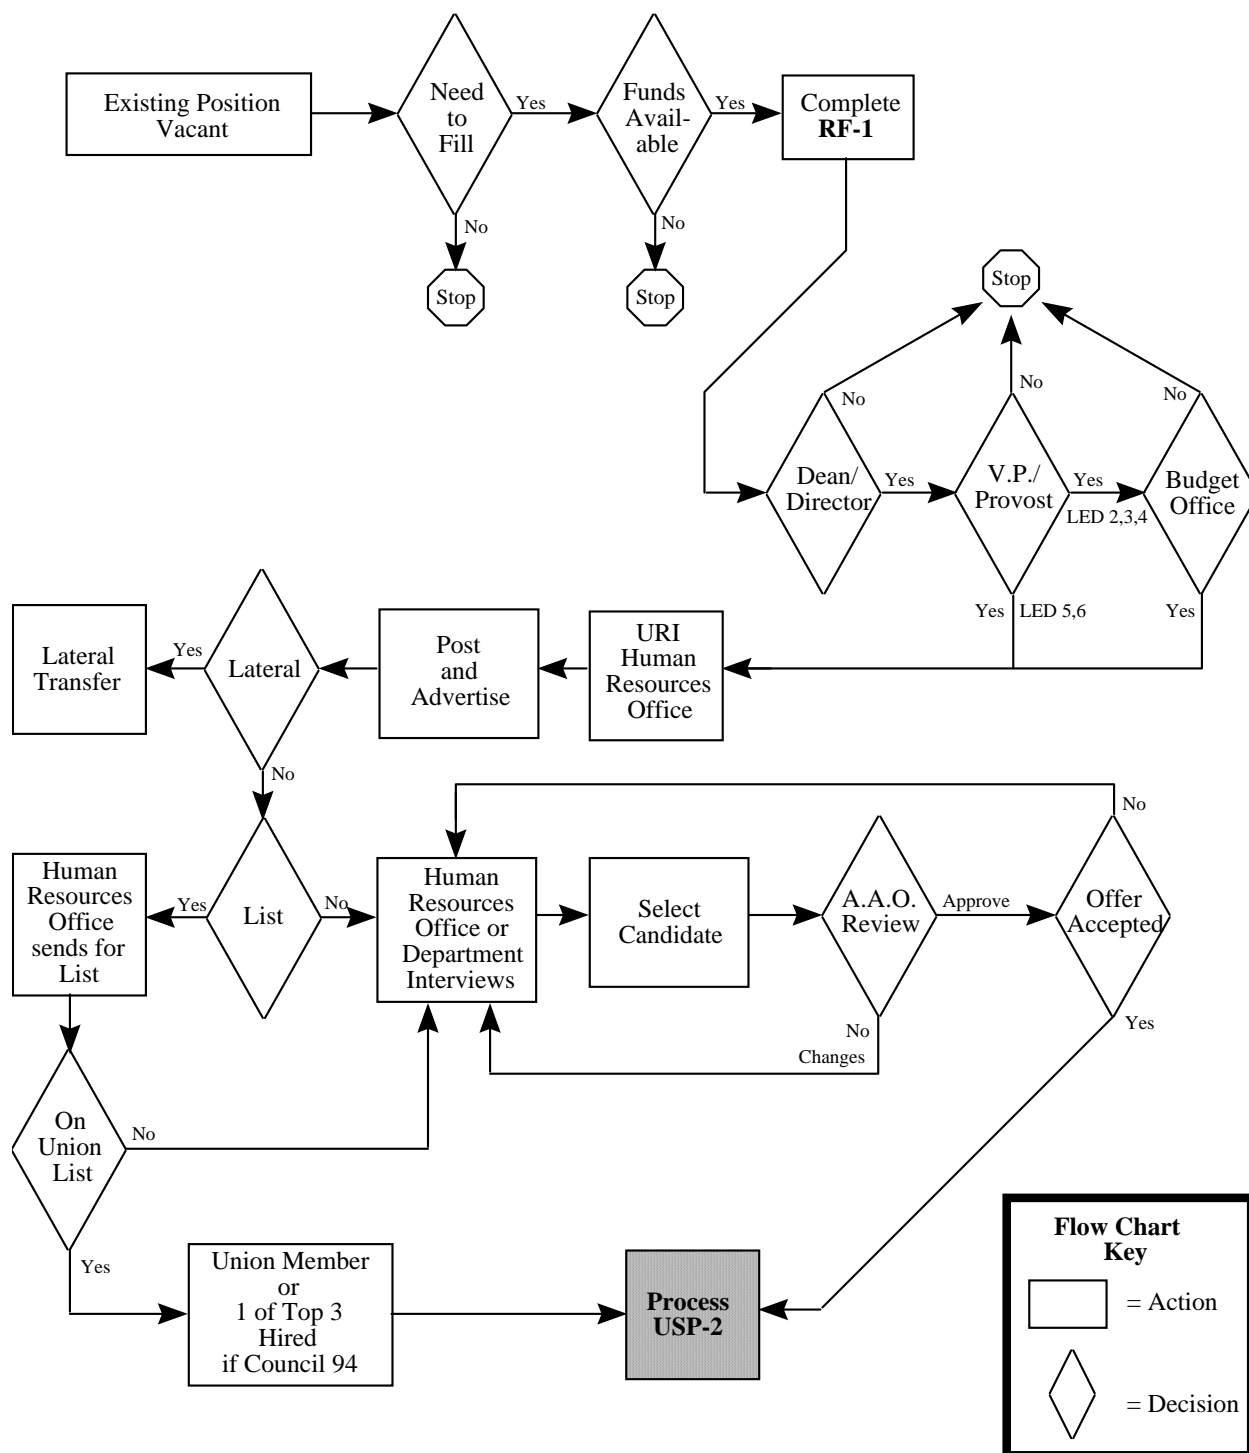 Existing Position
Vacant
Need
to
Fill
Yes
No
Stop
Funds
Avail-
able
Yes
No
Stop
Complete
RF-1
Stop
No
No
No
Dean/
Director
Yes
V.P./
Provost
Yes
LED 2,3,4
Budget
Office
Yes
LED 5,6
Yes
URI
Human
Resources
Office
Post
and
Advertise
Lateral
Yes
Lateral
Transfer
No
List
Yes
Human
Resources
Office
sends for
List
No
Human
Resources
Office or
Department
Interviews
Select
Candidate
A.A.O.
Review
Approve
Offer
Accepted
No
No
Changes
Yes
On
Union
List
No
Yes
Union Member
or
1 of Top 3
Hired
if Council 94
Process
USP-2
Flow Chart
Key
= Action
= Decision